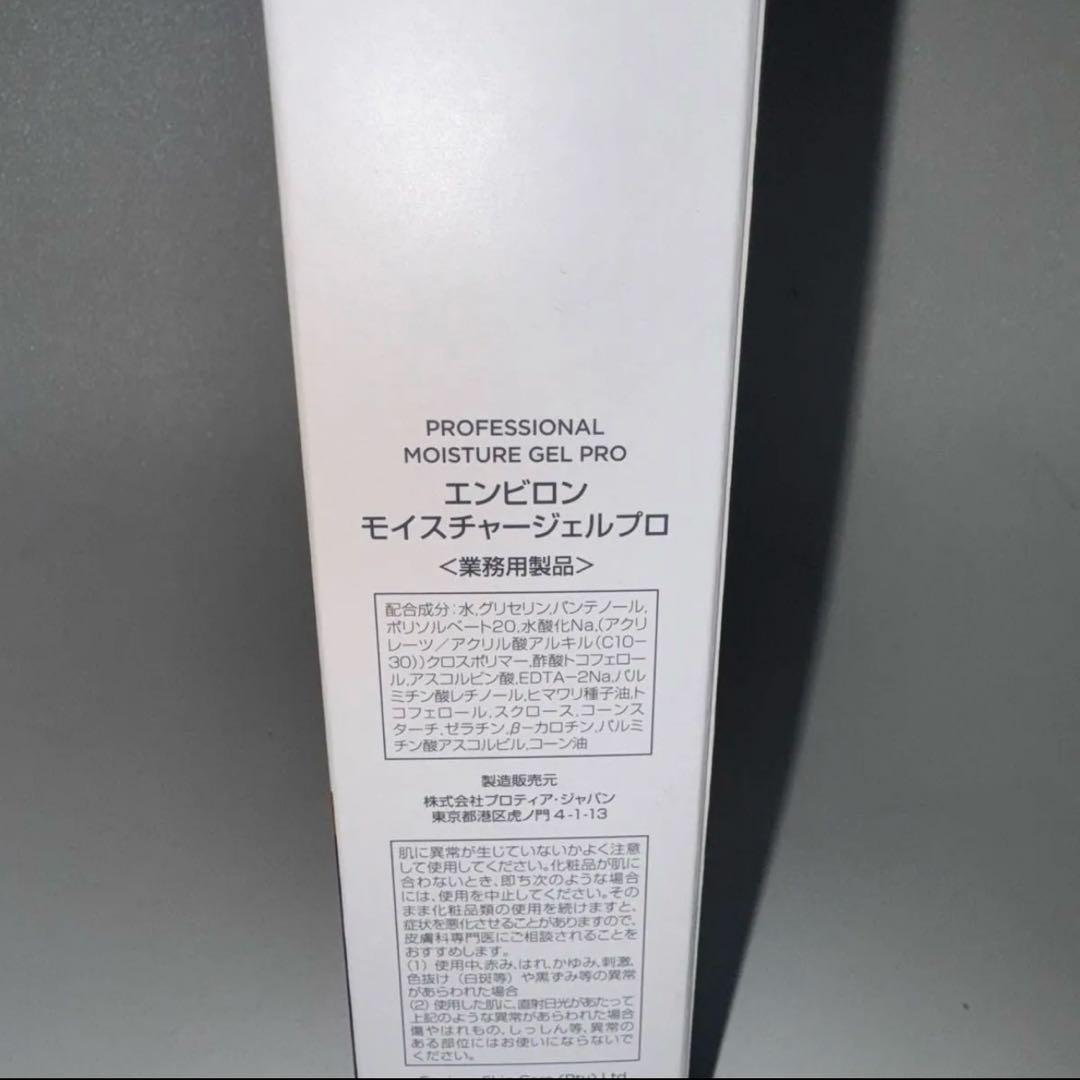 PROFESSIONAL
MOISTURE GEL PRO
エンビロン
モイスチャージェルプロ
＜業務用製品＞
配合成分：水,グリセリン,パンテノール,
ポリソルベート20,水酸化Na,(アクリ
レーツ／アクリル酸アルキル(C10-
30))クロスポリマー,酢酸トコフェロー
ル,アスコルビン酸,EDTA-2Na,パル
ミチン酸レチノール,ヒマワリ種子油,ト
コフェロール,スクロース,コーンス
ターチ,ゼラチン,β-カロチン,パルミ
チン酸アスコルビル,コーン油
製造販売元
株式会社プロティア・ジャパン
東京都港区虎ノ門 4-1-13
肌に異常が生じていないかよく注意
して使用してください。化粧品が肌に
合わないとき、即ち次のような場合
には、使用を中止してください。その
まま化粧品類の使用を続けますと、
症状を悪化させることがありますので、
皮膚科専門医にご相談されることを
おすすめします。
(1) 使用中、赤み、はれ、かゆみ、刺激、
色抜け（白斑等）や黒ずみ等の異常
があらわれた場合
(2) 使用した肌に、直射日光があたって
上記のような異常があらわれた場合
傷やはれもの、しっしん等、異常の
ある部位にはお使いにならないで
ください。